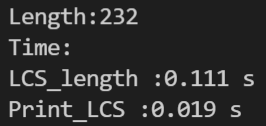 Length:232
Time:
LCS_length :0.111 s
Print_LCS :0.019 s